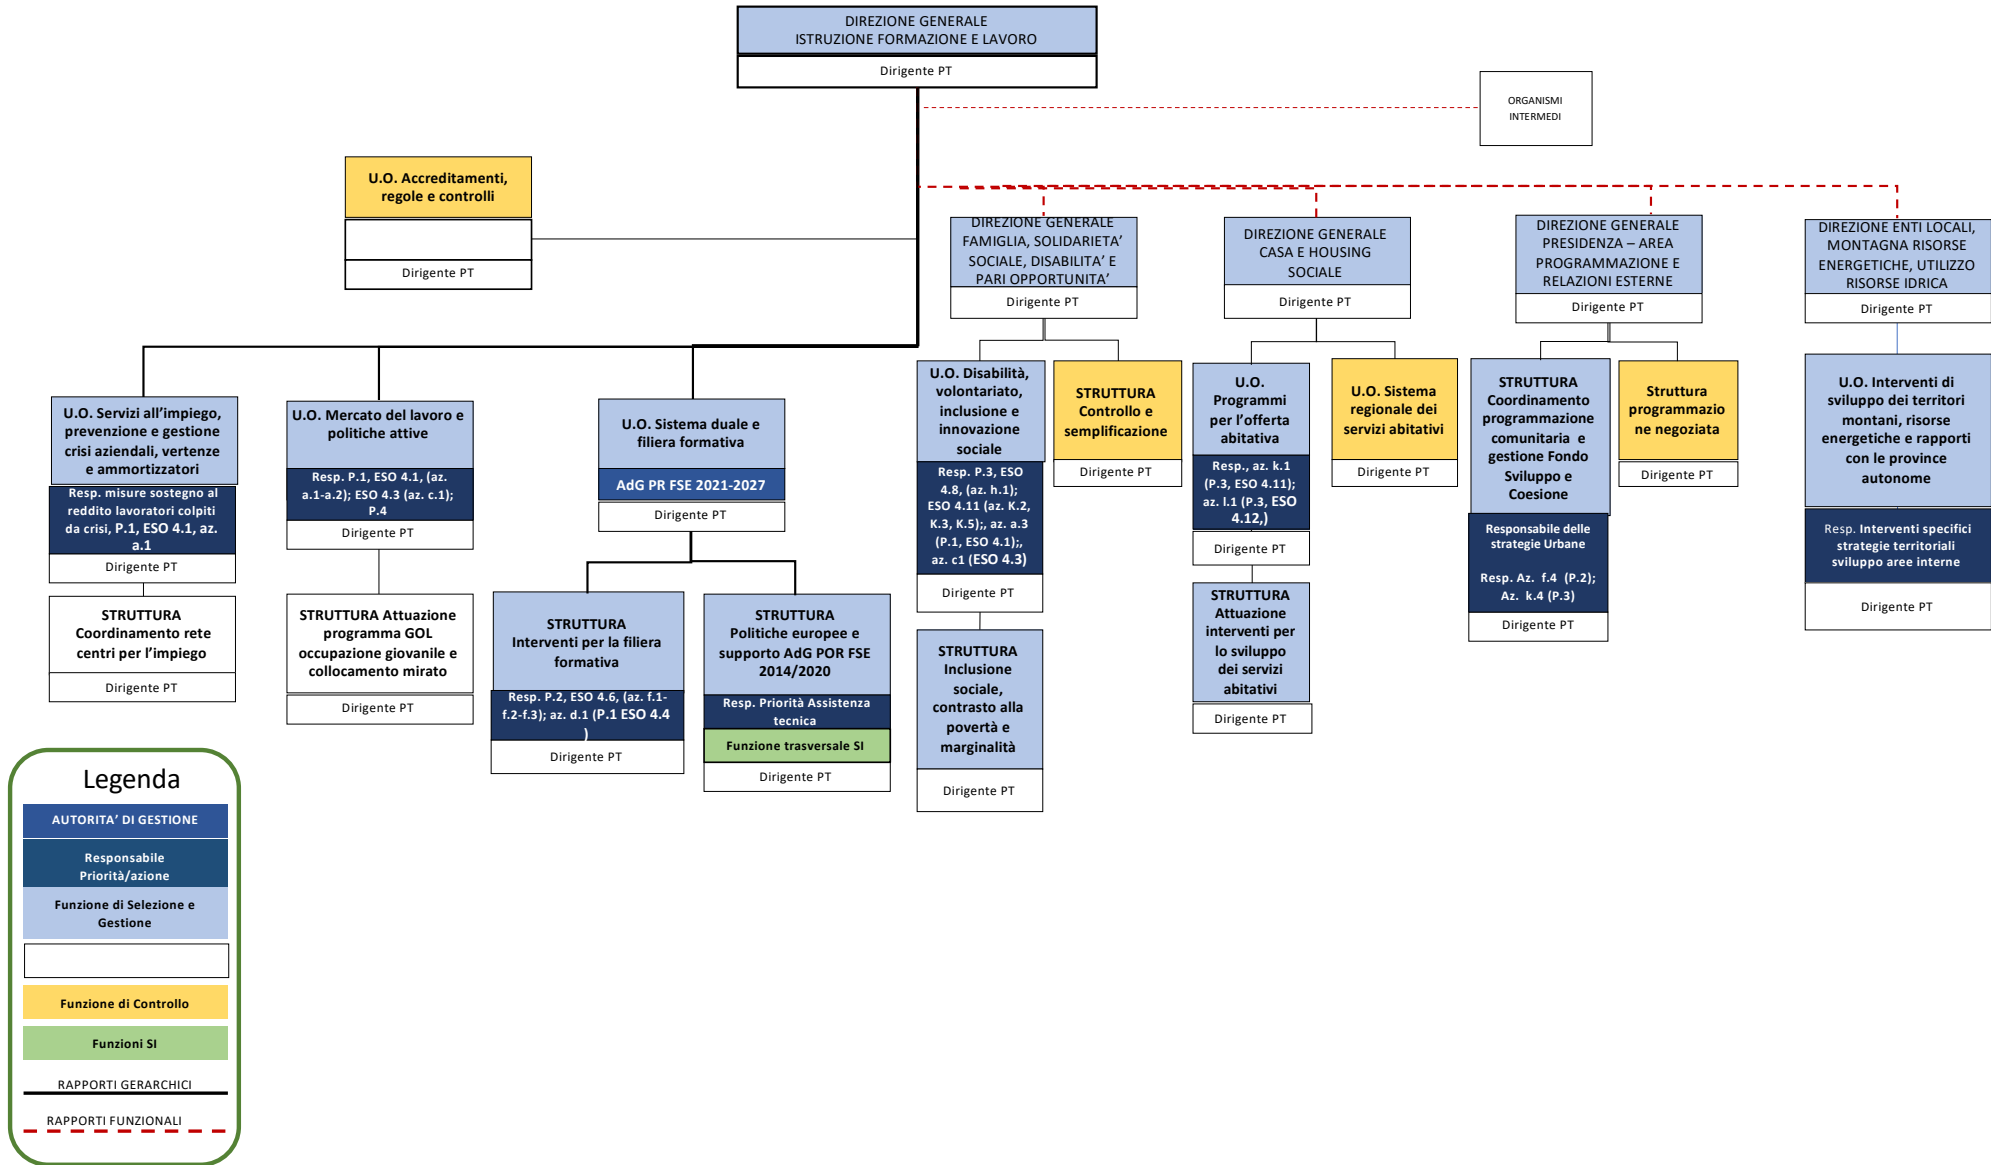 DIREZIONE GENERALE
ISTRUZIONE FORMAZIONE E LAVORO
Dirigente PT
ORGANISMI
INTERMEDI
U.O. Accreditamenti,
regole e controlli
Dirigente PT
DIREZIONE GENERALE
FAMIGLIA, SOLIDARIETA’
SOCIALE, DISABILITA’ E
PARI OPPORTUNITA’
Dirigente PT
DIREZIONE GENERALE
CASA E HOUSING
SOCIALE
Dirigente PT
DIREZIONE GENERALE
PRESIDENZA – AREA
PROGRAMMAZIONE E
RELAZIONI ESTERNE
Dirigente PT
DIREZIONE ENTI LOCALI,
MONTAGNA RISORSE
ENERGETICHE, UTILIZZO
RISORSE IDRICA
Dirigente PT
U.O. Servizi all’impiego,
prevenzione e gestione
crisi aziendali, vertenze
e ammortizzatori
Resp. misure sostegno al
reddito lavoratori colpiti
da crisi, P.1, ESO 4.1, az.
a.1
Dirigente PT
STRUTTURA
Coordinamento rete
centri per l’impiego
Dirigente PT
U.O. Mercato del lavoro e
politiche attive
Resp. P.1, ESO 4.1, (az.
a.1-a.2); ESO 4.3 (az. c.1);
P.4
Dirigente PT
STRUTTURA Attuazione
programma GOL
occupazione giovanile e
collocamento mirato
Dirigente PT
U.O. Sistema duale e
filiera formativa
AdG PR FSE 2021-2027
Dirigente PT
STRUTTURA
Interventi per la filiera
formativa
Resp. P.2, ESO 4.6, (az. f.1-
f.2-f.3); az. d.1 (P.1 ESO 4.4
)
Dirigente PT
STRUTTURA
Politiche europee e
supporto AdG POR FSE
2014/2020
Resp. Priorità Assistenza
tecnica
Funzione trasversale SI
Dirigente PT
U.O. Disabilità,
volontariato,
inclusione e
innovazione
sociale
Resp. P.3, ESO
4.8, (az. h.1);
ESO 4.11 (az. K.2,
K.3, K.5);, az. a.3
(P.1, ESO 4.1);,
az. c1 (ESO 4.3)
Dirigente PT
STRUTTURA
Inclusione
sociale,
contrasto alla
povertà e
marginalità
Dirigente PT
STRUTTURA
Controllo e
semplificazione
Dirigente PT
U.O.
Programmi
per l’offerta
abitativa
Resp., az. k.1
(P.3, ESO 4.11);
az. l.1 (P.3, ESO
4.12,)
Dirigente PT
STRUTTURA
Attuazione
interventi per
lo sviluppo
dei servizi
abitativi
Dirigente PT
U.O. Sistema
regionale dei
servizi abitativi
Dirigente PT
STRUTTURA
Coordinamento
programmazione
comunitaria e
gestione Fondo
Sviluppo e
Coesione
Responsabile delle
strategie Urbane
Resp. Az. f.4 (P.2);
Az. k.4 (P.3)
Dirigente PT
Struttura
programmazio
ne negoziata
Dirigente PT
U.O. Interventi di
sviluppo dei territori
montani, risorse
energetiche e rapporti
con le province
autonome
Resp. Interventi specifici
strategie territoriali
sviluppo aree interne
Dirigente PT
Legenda
AUTORITA’ DI GESTIONE
Responsabile
Priorità/azione
Funzione di Selezione e
Gestione
Funzione di Controllo
Funzioni SI
RAPPORTI GERARCHICI
RAPPORTI FUNZIONALI